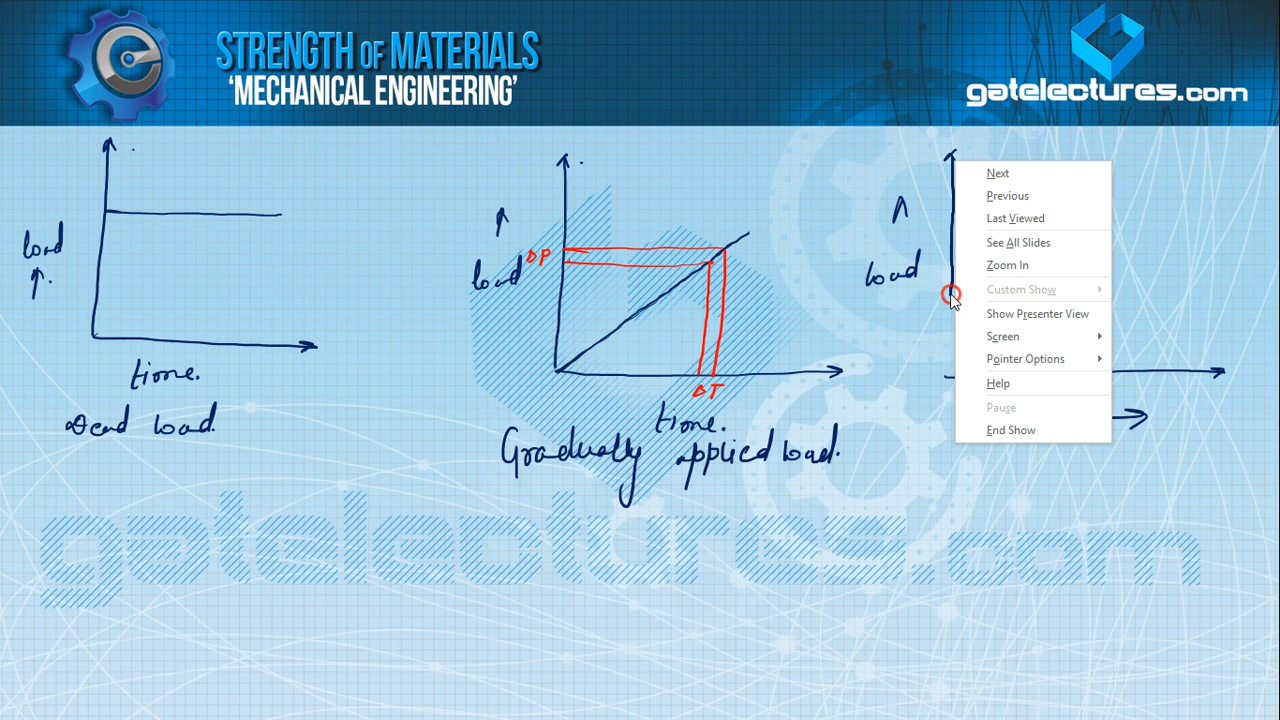 STRENGTH OF MATERIALS
'MECHANICAL ENGINEERING'
gatelectures.com
load
time.
Dead load.
load
ΔP
ΔT
time.
Gradually applied load.
load
Next
Previous
Last Viewed
See All Slides
Zoom In
Custom Show
Show Presenter View
Screen
Pointer Options
Help
Pause
End Show
gatelectures.com